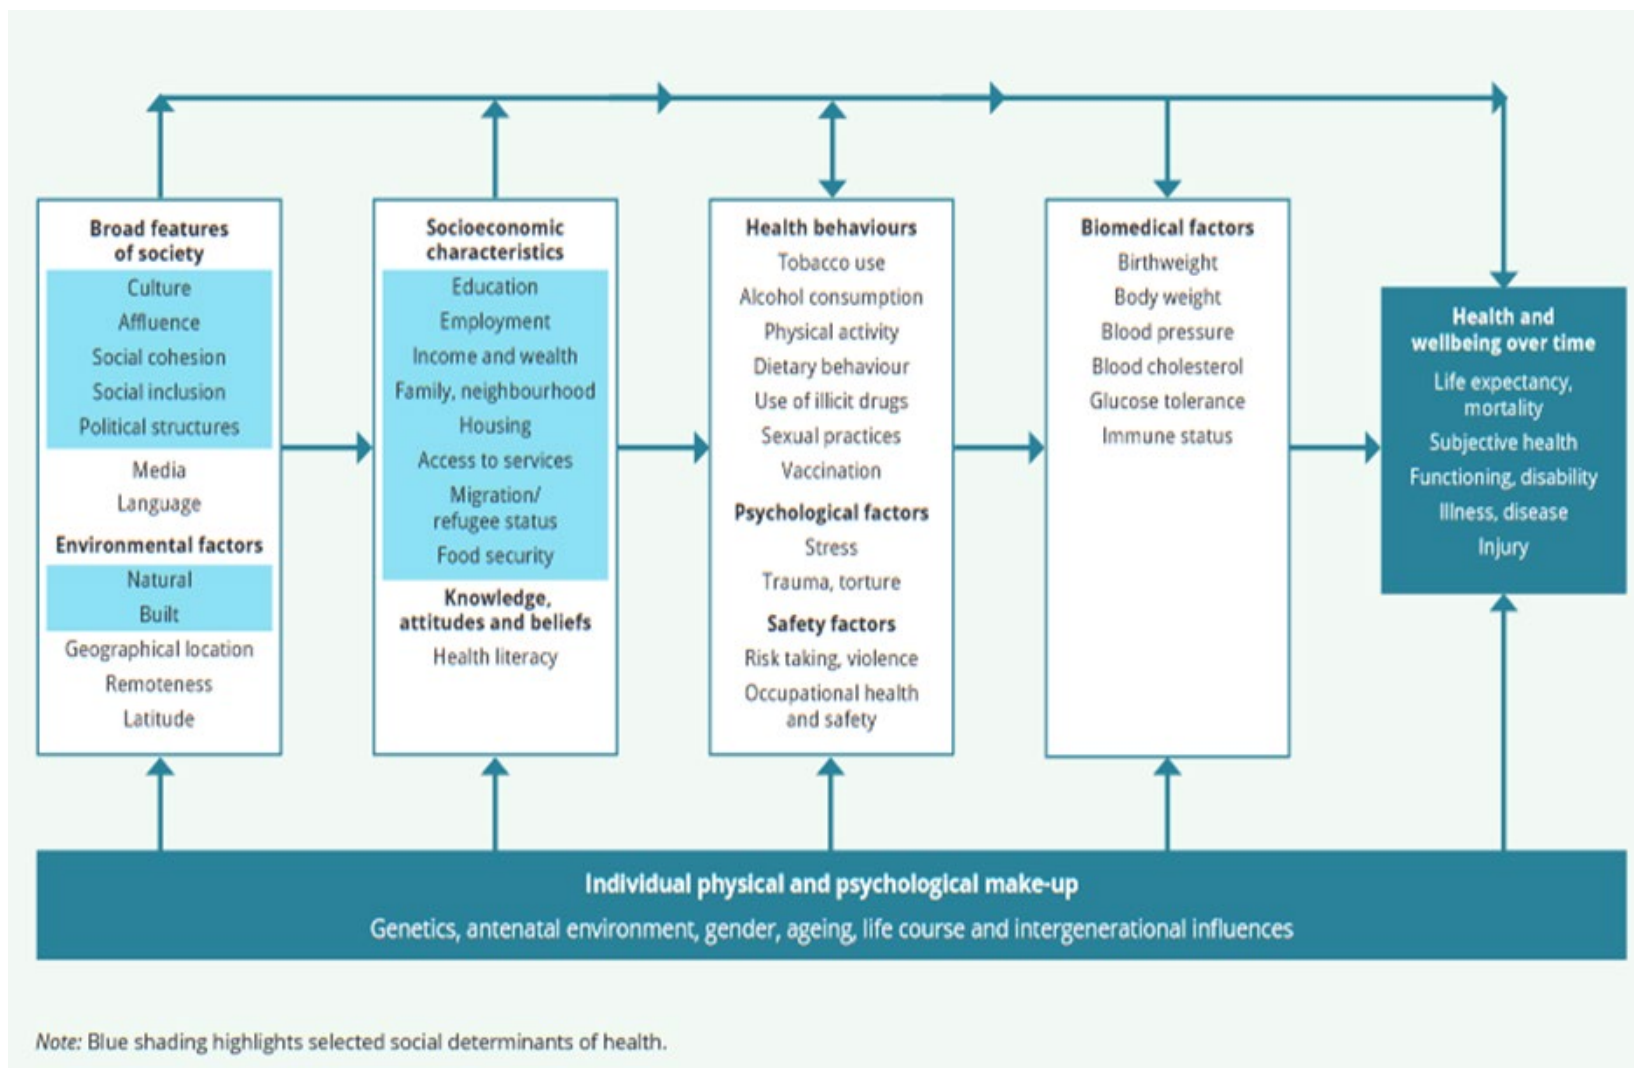 Broad features
of society
Culture
Affluence
Social cohesion
Social inclusion
Political structures
Media
Language
Environmental factors
Natural
Built
Geographical location
Remoteness
Latitude
Socioeconomic
characteristics
Education
Employment
Income and wealth
Family, neighbourhood
Housing
Access to services
Migration/
refugee status
Food security
Knowledge,
attitudes and beliefs
Health literacy
Health behaviours
Tobacco use
Alcohol consumption
Physical activity
Dietary behaviour
Use of illicit drugs
Sexual practices
Vaccination
Psychological factors
Stress
Trauma, torture
Safety factors
Risk taking, violence
Occupational health
and safety
Biomedical factors
Birthweight
Body weight
Blood pressure
Blood cholesterol
Glucose tolerance
Immune status
Health and
wellbeing over time
Life expectancy,
mortality
Subjective health
Functioning, disability
Illness, disease
Injury
Individual physical and psychological make-up
Genetics, antenatal environment, gender, ageing, life course and intergenerational influences
Note: Blue shading highlights selected social determinants of health.